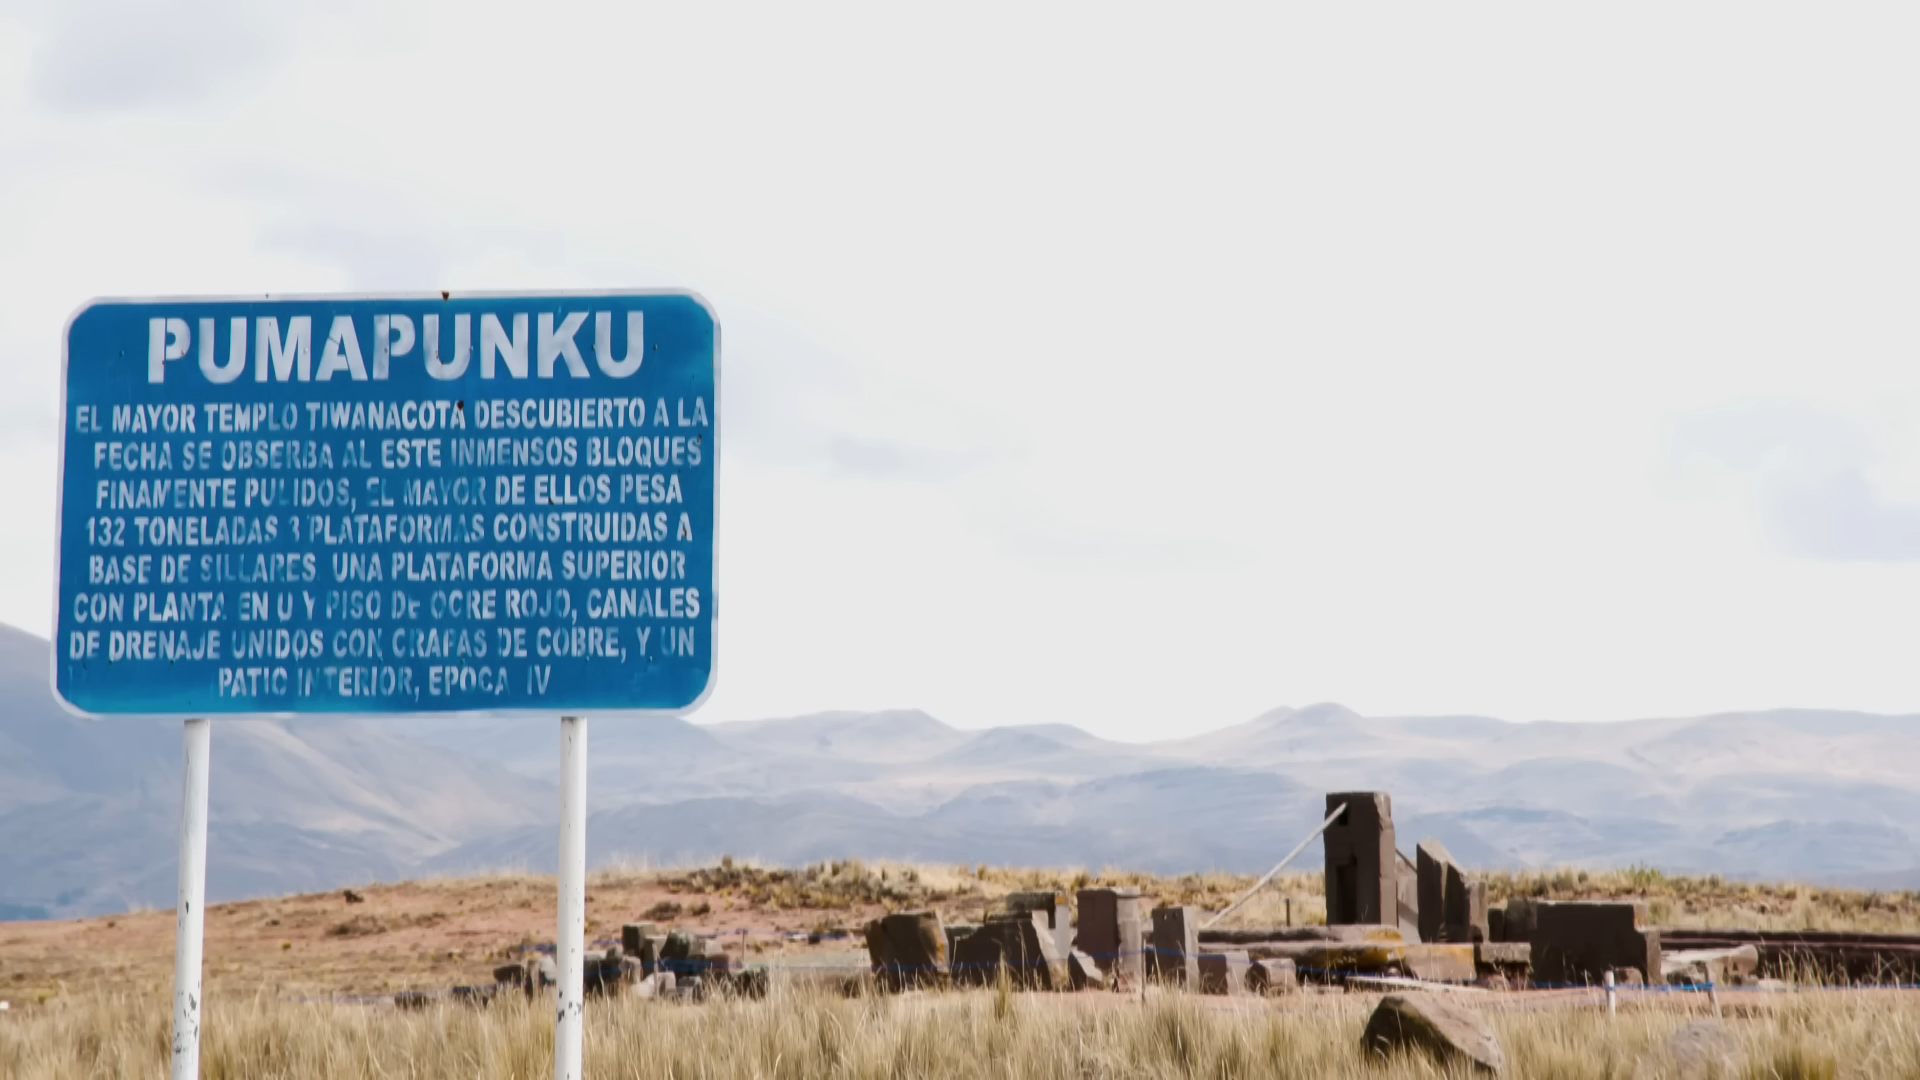 PUMAPUNKU
EL MAYOR TEMPLO TIWANACOTA DESCUBIERTO A LA
FECHA SE OBSERBA AL ESTE INMENSOS BLOQUES
FINAMENTE PULIDOS, EL MAYOR DE ELLOS PESA
132 TONELADAS 3 PLATAFORMAS CONSTRUIDAS A
BASE DE SILLARES UNA PLATAFORMA SUPERIOR
CON PLANTA EN U Y PISO DE OCRE ROJO, CANALES
DE DRENAJE UNIDOS CON GRAPAS DE COBRE, Y UN
PATIO INTERIOR, EPOCA IV